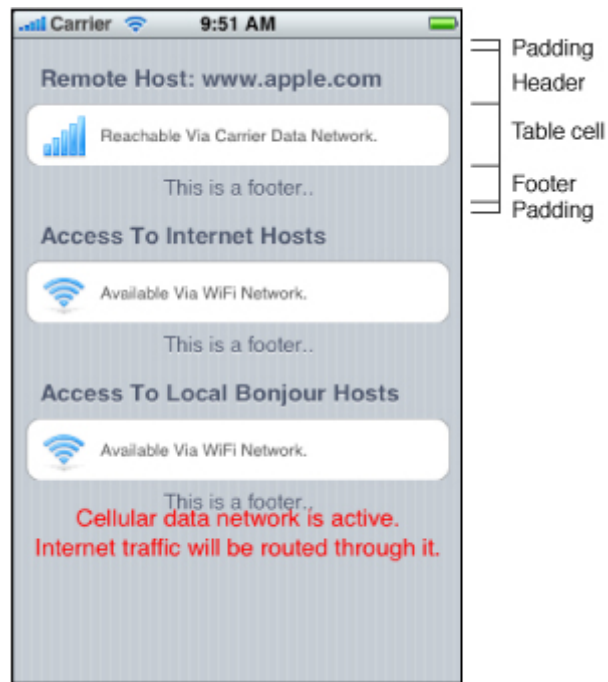 Carrier 9:51 AM
Padding
Remote Host: www.apple.com
Header
Reachable Via Carrier Data Network.
Table cell
This is a footer..
Footer
Padding
Access To Internet Hosts
Available Via WiFi Network.
This is a footer..
Access To Local Bonjour Hosts
Available Via WiFi Network.
This is a footer..
Cellular data network is active.
Internet traffic will be routed through it.